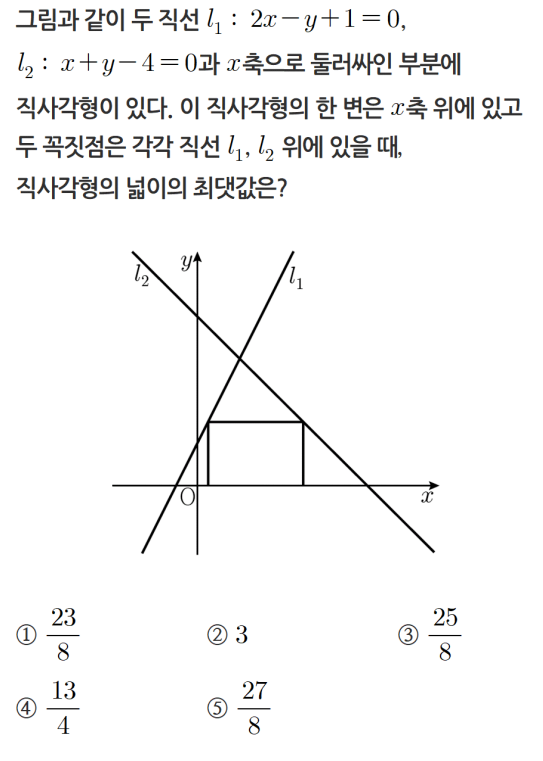 그림과 같이 두 직선 l₁ : 2x−y+1=0,
l₂ : x+y−4=0과 x축으로 둘러싸인 부분에
직사각형이 있다. 이 직사각형의 한 변은 x축 위에 있고
두 꼭짓점은 각각 직선 l₁, l₂ 위에 있을 때,
직사각형의 넓이의 최댓값은?
l₂ y l₁
O x
① 23/8 ② 3 ③ 25/8
④ 13/4 ⑤ 27/8